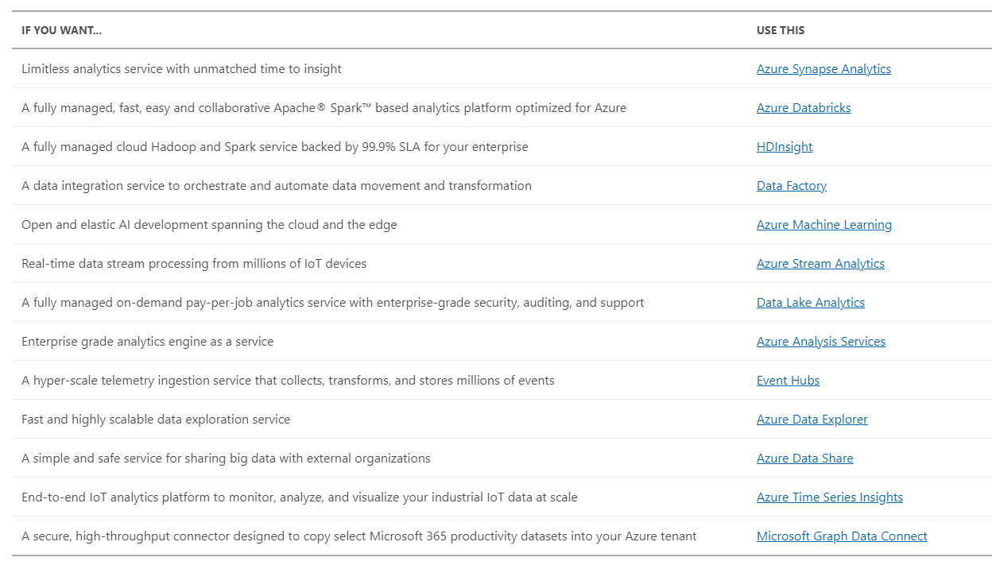 IF YOU WANT... USE THIS
Limitless analytics service with unmatched time to insight Azure Synapse Analytics
A fully managed, fast, easy and collaborative Apache® Spark™ based analytics platform optimized for Azure Azure Databricks
A fully managed cloud Hadoop and Spark service backed by 99.9% SLA for your enterprise HDInsight
A data integration service to orchestrate and automate data movement and transformation Data Factory
Open and elastic AI development spanning the cloud and the edge Azure Machine Learning
Real-time data stream processing from millions of IoT devices Azure Stream Analytics
A fully managed on-demand pay-per-job analytics service with enterprise-grade security, auditing, and support Data Lake Analytics
Enterprise grade analytics engine as a service Azure Analysis Services
A hyper-scale telemetry ingestion service that collects, transforms, and stores millions of events Event Hubs
Fast and highly scalable data exploration service Azure Data Explorer
A simple and safe service for sharing big data with external organizations Azure Data Share
End-to-end IoT analytics platform to monitor, analyze, and visualize your industrial IoT data at scale Azure Time Series Insights
A secure, high-throughput connector designed to copy select Microsoft 365 productivity datasets into your Azure tenant Microsoft Graph Data Connect